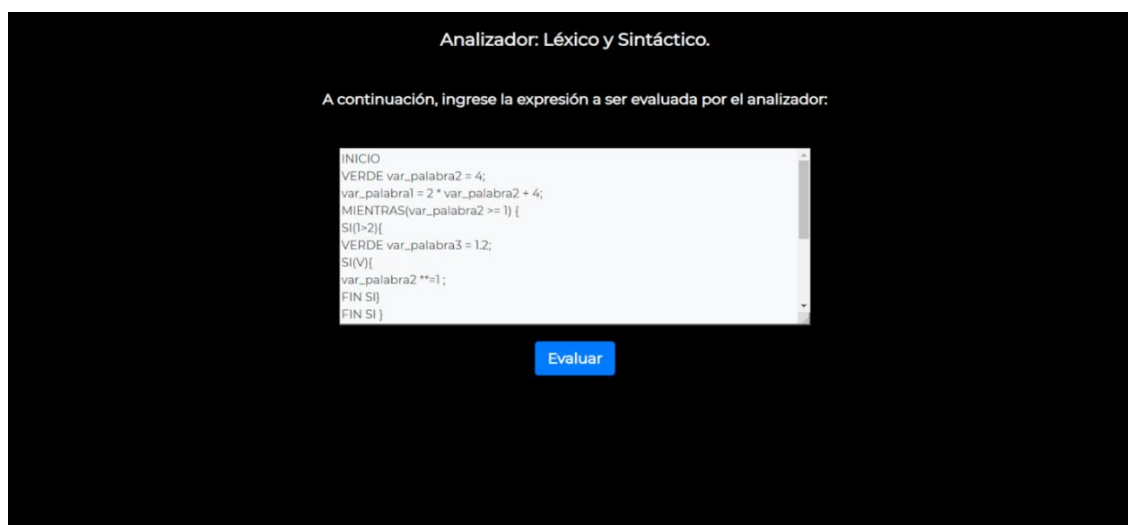 Analizador: Léxico y Sintáctico.
A continuación, ingrese la expresión a ser evaluada por el analizador:
INICIO
VERDE var_palabra2 = 4;
var_palabra1 = 2 * var_palabra2 + 4;
MIENTRAS(var_palabra2 >= 1) {
SI(1>2){
VERDE var_palabra3 = 1.2;
SI(V){
var_palabra2 **=1 ;
FIN SI}
FIN SI }
Evaluar